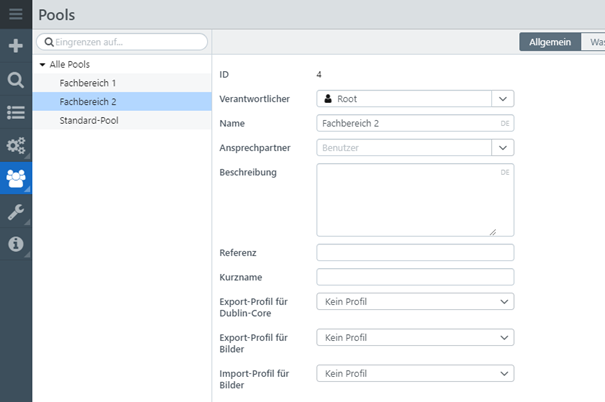 Pools
Eingrenzen auf...
Alle Pools
Fachbereich 1
Fachbereich 2
Standard-Pool
Allgemein
Was
ID 4
Verantwortlicher Root
Name Fachbereich 2 DE
Ansprechpartner Benutzer
Beschreibung DE
Referenz
Kurzname
Export-Profil für
Dublin-Core Kein Profil
Export-Profil für
Bilder Kein Profil
Import-Profil für
Bilder Kein Profil